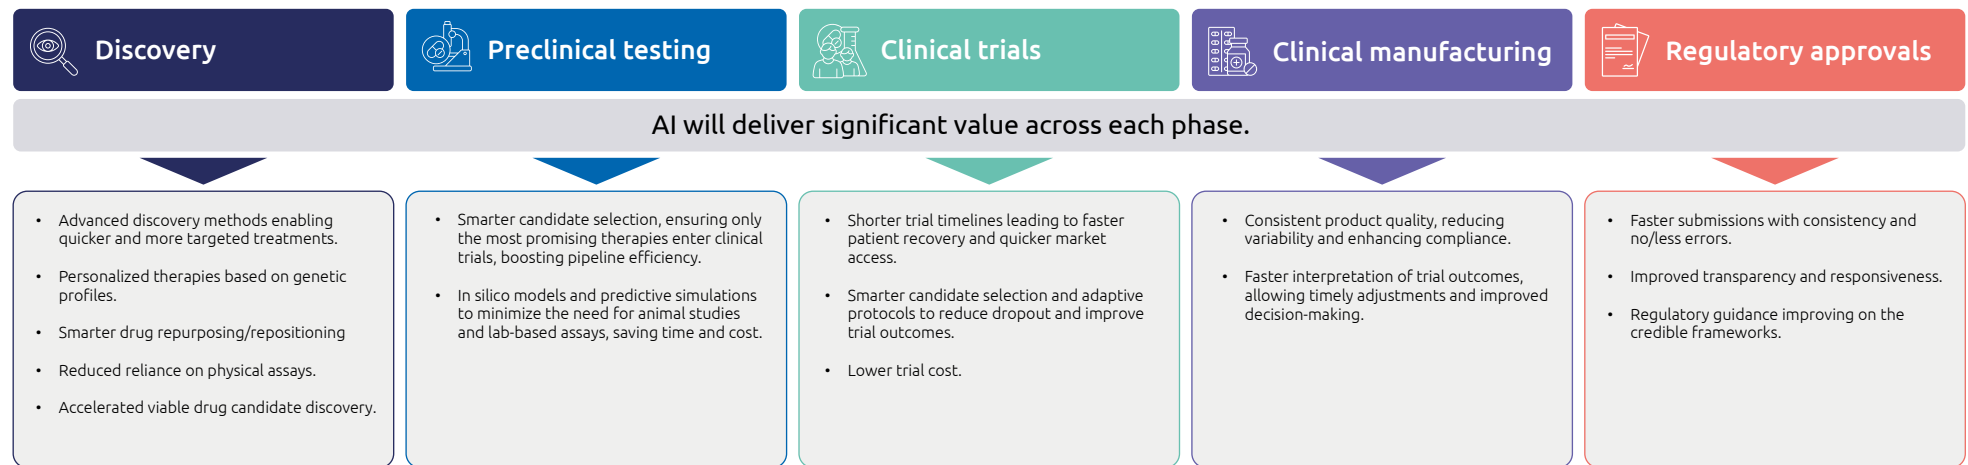 Discovery
Preclinical testing
Clinical trials
Clinical manufacturing
Regulatory approvals
AI will deliver significant value across each phase.
• Advanced discovery methods enabling
quicker and more targeted treatments.
• Personalized therapies based on genetic
profiles.
• Smarter drug repurposing/repositioning
• Reduced reliance on physical assays.
• Accelerated viable drug candidate discovery.
• Smarter candidate selection, ensuring only
the most promising therapies enter clinical
trials, boosting pipeline efficiency.
• In silico models and predictive simulations
to minimize the need for animal studies
and lab-based assays, saving time and cost.
• Shorter trial timelines leading to faster
patient recovery and quicker market
access.
• Smarter candidate selection and adaptive
protocols to reduce dropout and improve
trial outcomes.
• Lower trial cost.
• Consistent product quality, reducing
variability and enhancing compliance.
• Faster interpretation of trial outcomes,
allowing timely adjustments and improved
decision-making.
• Faster submissions with consistency and
no/less errors.
• Improved transparency and responsiveness.
• Regulatory guidance improving on the
credible frameworks.